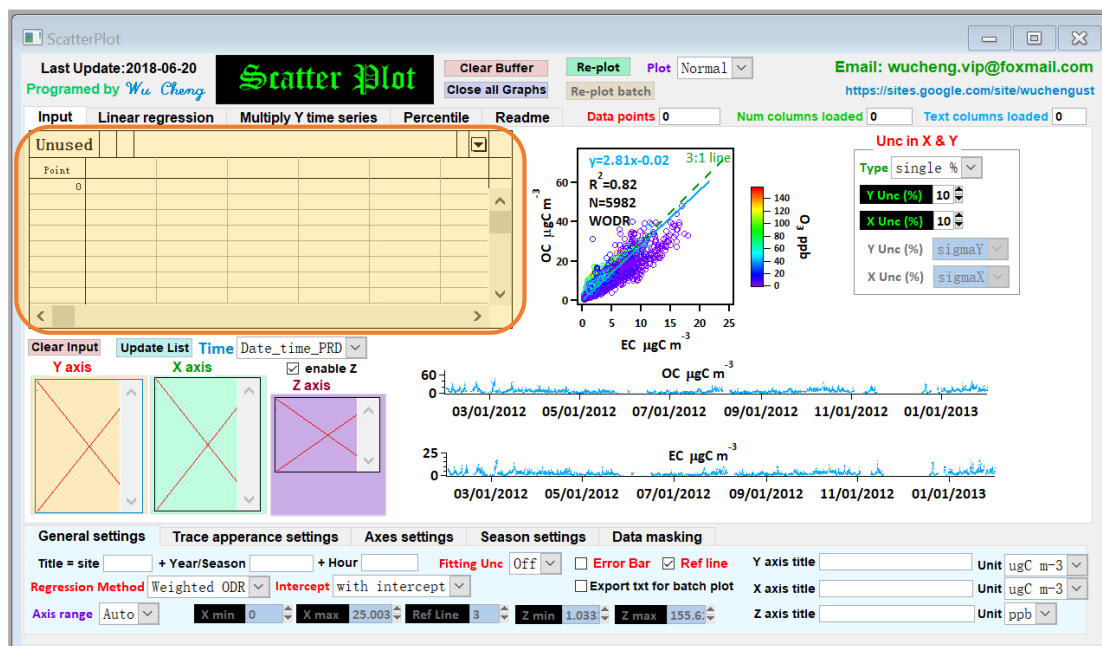 ScatterPlot
Last Update:2018-06-20
Programed by Wu Cheng
Scatter Plot
Clear Buffer
Close all Graphs
Re-plot
Plot Normal
Re-plot batch
Email: wucheng.vip@foxmail.com
https://sites.google.com/site/wuchengust
Input Linear regression Multiply Y time series Percentile Readme
Data points 0 Num columns loaded 0 Text columns loaded 0
Unused
Point
0
y=2.81x-0.02 3:1 line
R2=0.82
N=5982
WODR
OC µgC m-3
60
40
20
0
0 5 10 15 20 25
EC µgC m-3
140
120
100
80
60
40
20
0
O3 ppb
Unc in X & Y
Type single %
Y Unc (%) 10
X Unc (%) 10
Y Unc (%) sigmaY
X Unc (%) sigmaX
Clear Input Update List Time Date_time_PRD
Y axis X axis enable Z
Z axis
OC µgC m-3
60
0
03/01/2012 05/01/2012 07/01/2012 09/01/2012 11/01/2012 01/01/2013
EC µgC m-3
25
0
03/01/2012 05/01/2012 07/01/2012 09/01/2012 11/01/2012 01/01/2013
General settings Trace apperance settings Axes settings Season settings Data masking
Title = site + Year/Season + Hour Fitting Unc Off Error Bar Ref line Y axis title Unit ugC m-3
Regression Method Weighted ODR Intercept with intercept Export txt for batch plot X axis title Unit ugC m-3
Axis range Auto X min 0 X max 25.003 Ref Line 3 Z min 1.033 Z max 155.6 Z axis title Unit ppb